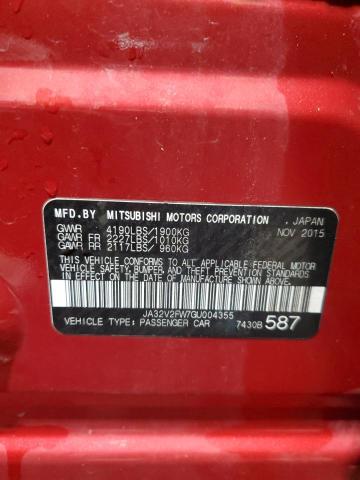 MFD.BY MITSUBISHI MOTORS CORPORATION . JAPAN
GVWR 4190LBS/1900KG NOV 2015
GAWR FR 2227LBS/1010KG
GAWR RR 2117LBS/ 960KG
THIS VEHICLE CONFORMS TO ALL APPLICABLE FEDERAL MOTOR
VEHICLE SAFETY, BUMPER, AND THEFT PREVENTION STANDARDS
IN EFFECT ON THE DATE OF MANUFACTURE SHOWN ABOVE.
JA32V2FW7GU004355
VEHICLE TYPE: PASSENGER CAR 7430B 587